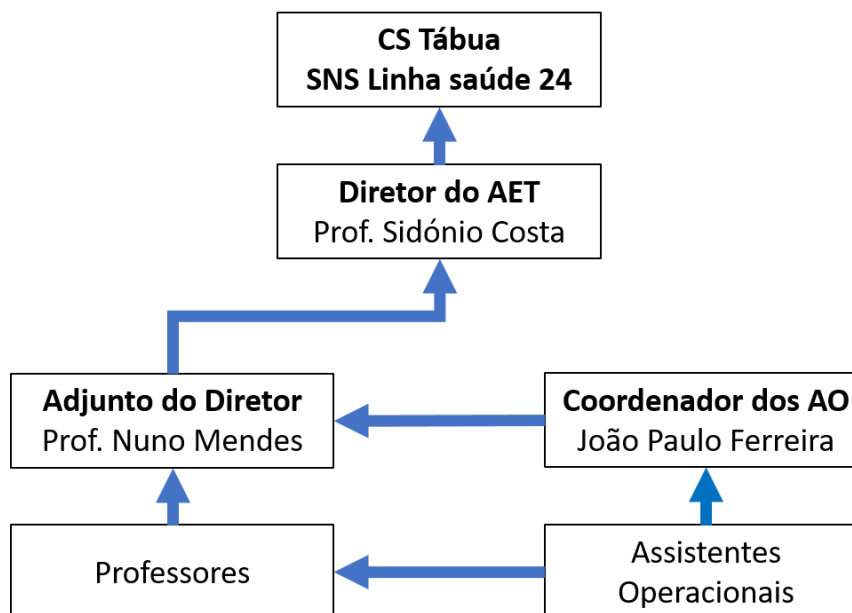 CS Tábua
SNS Linha saúde 24
Diretor do AET
Prof. Sidónio Costa
Adjunto do Diretor
Prof. Nuno Mendes
Coordenador dos AO
João Paulo Ferreira
Professores
Assistentes
Operacionais